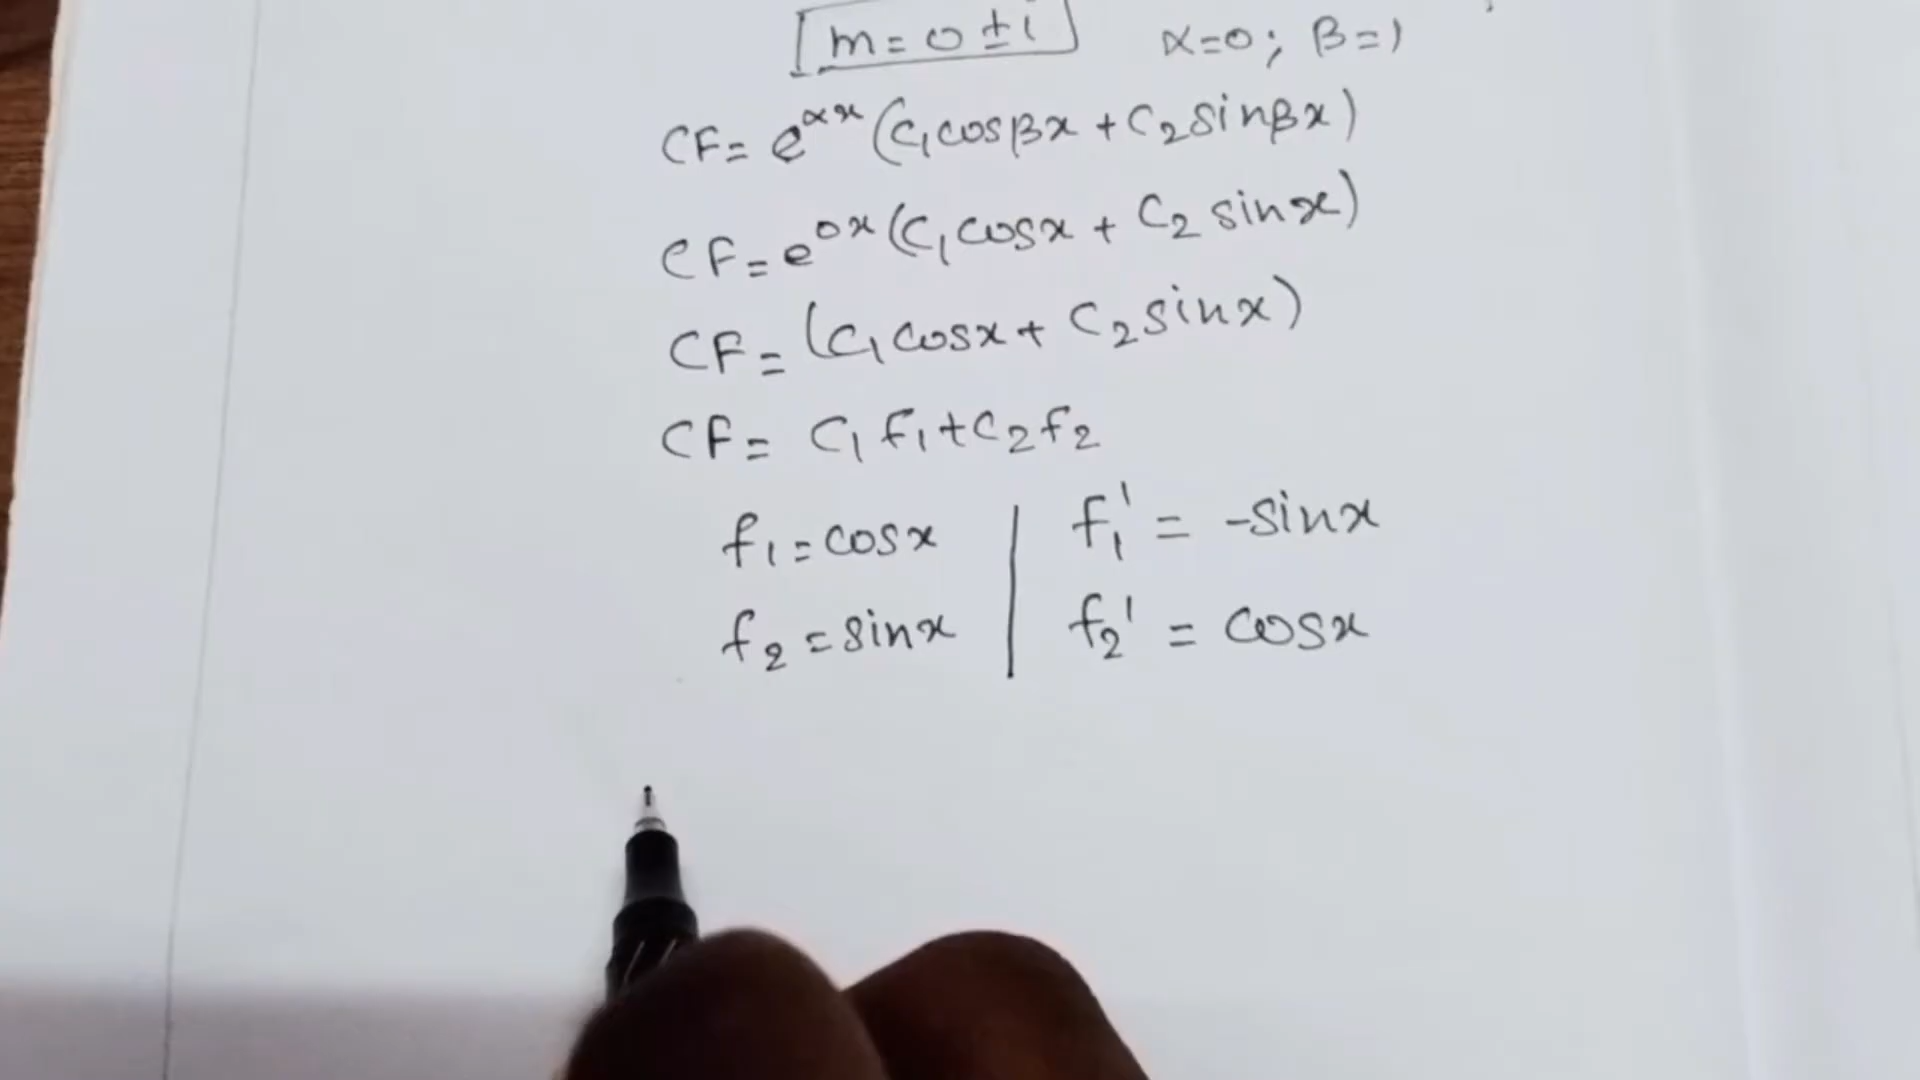 m = 0 ± i α=0; β=1
CF= e^αx (C₁cosβx + C₂sinβx)
CF= e^0x (C₁cosx + C₂ sinx)
CF= (C₁cosx + C₂sinx)
CF= C₁f₁+C₂f₂
f₁=cosx | f₁' = -sinx
f₂=sinx | f₂' = cosx